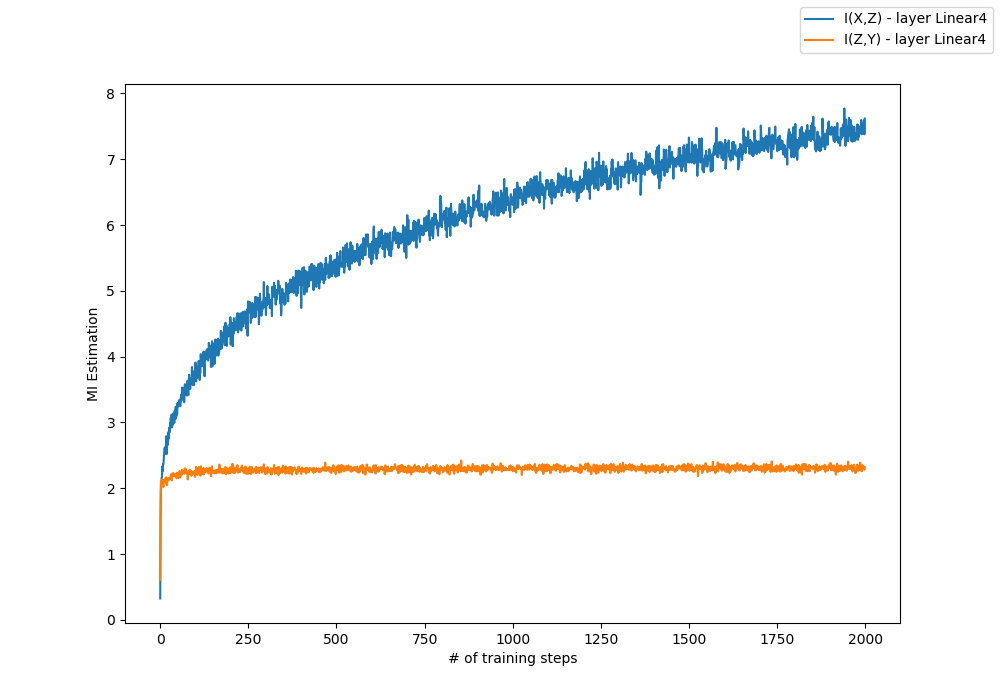 I(X,Z) - layer Linear4
I(Z,Y) - layer Linear4
8
7
6
5
4
3
2
1
0
MI Estimation
0 250 500 750 1000 1250 1500 1750 2000
# of training steps